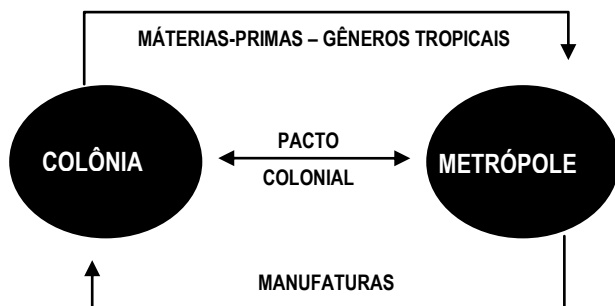 MÁTERIAS-PRIMAS – GÊNEROS TROPICAIS
COLÔNIA
PACTO
COLONIAL
METRÓPOLE
MANUFATURAS